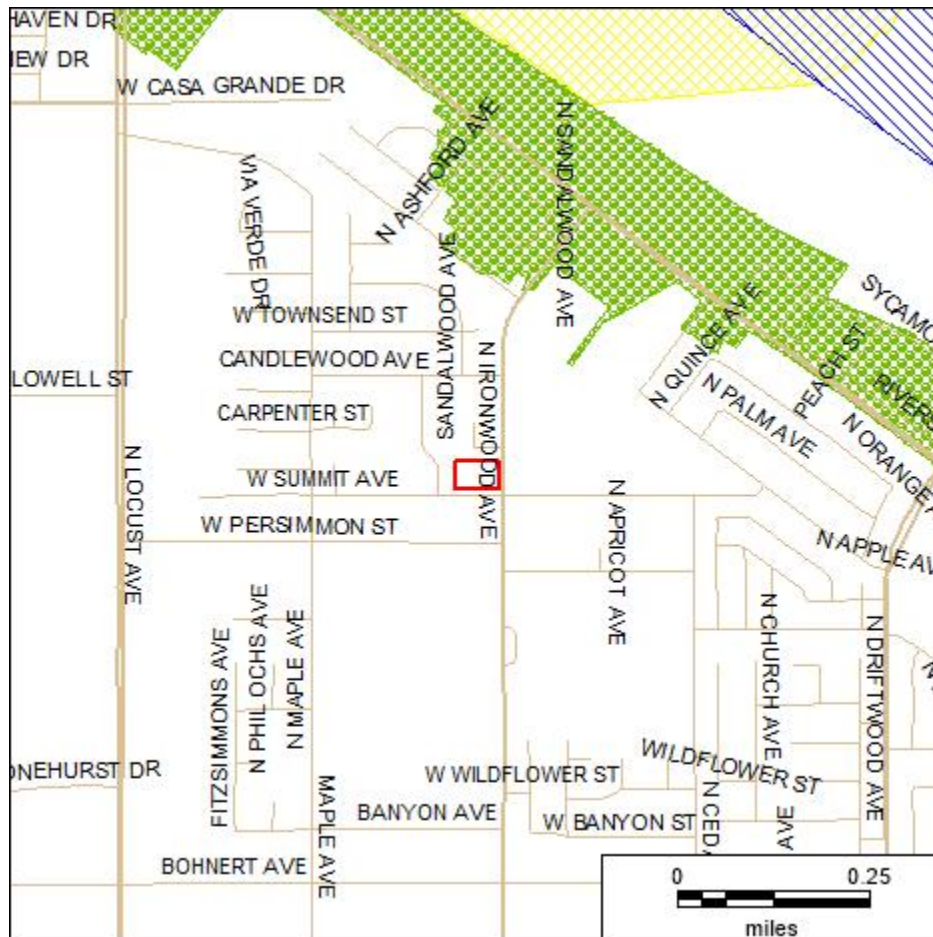 HAVEN DR
IEW DR
W CASA GRANDE DR
N ASHFORD AVE
N SANDALWOOD AVE
VIA VERDE DR
SANDALWOOD AVE
SYCAMO
W TOWNSEND ST
CANDLEWOOD AVE
N IRONWOOD AVE
N QUINCE AVE
PEACH ST
RIVERS
LOWELL ST
N PALM AVE
CARPENTER ST
N ORANGE A
N LOCUST AVE
W SUMMIT AVE
N APRICOT AVE
W PERSIMMON ST
N APPLE AV
N PHIL OCHS AVE
N MAPLE AVE
FITZSIMMONS AVE
N CHURCH AVE
N DRIFTWOOD AVE
ONEHURST DR
W WILDFLOWER ST
WILDFLOWER ST
MAPLE AVE
BANYON AVE
W BANYON ST
N CEDA
AVE
BOHNERT AVE
0 0.25
miles